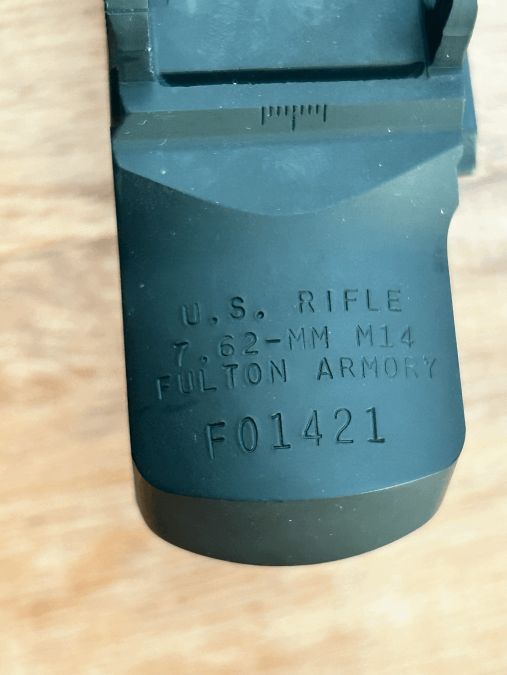 U.S. RIFLE
7.62-MM M14
FULTON ARMORY
F01421